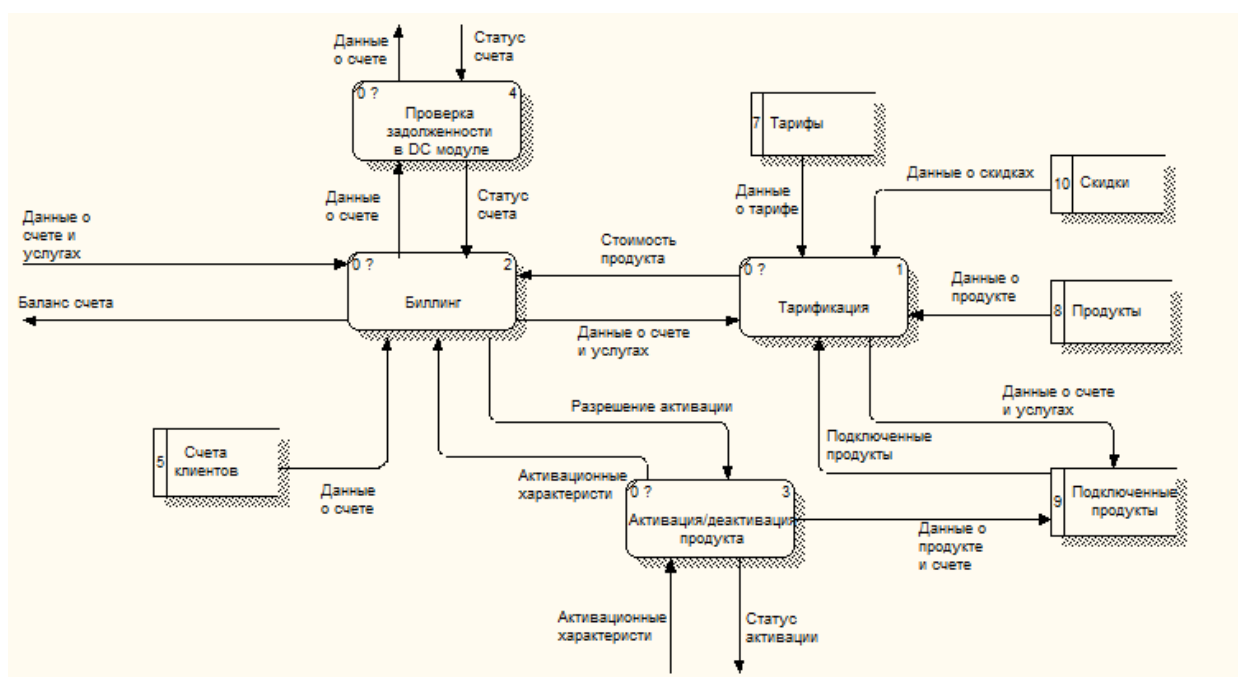 Данные
о счете
Статус
счета
0 ?
4
Проверка
задолженности
в DC модуле
7
Тарифы
Данные о скидках
10
Скидки
Данные
о счете
Статус
счета
Данные
о тарифе
Данные о
счете и
услугах
Стоимость
продукта
0 ?
2
Биллинг
0 ?
1
Тарификация
Данные о
продукте
8
Продукты
Баланс счета
Данные о счете
и услугах
Данные о счете
и услугах
Разрешение активации
5
Счета
клиентов
Данные
о счете
Активационные
характеристи
Подключенные
продукты
0 ?
3
Активация/деактивация
продукта
9
Подключенные
продукты
Данные о
продукте
и счете
Активационные
характеристи
Статус
активации